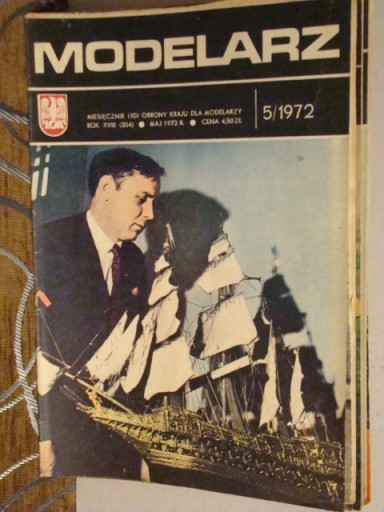 MODELARZ
MIESIĘCZNIK LIGI OBRONY KRAJU DLA MODELARZY
ROK XVIII (204) ● MAJ 1972 R. ● CENA 4,50 ZŁ
5/1972